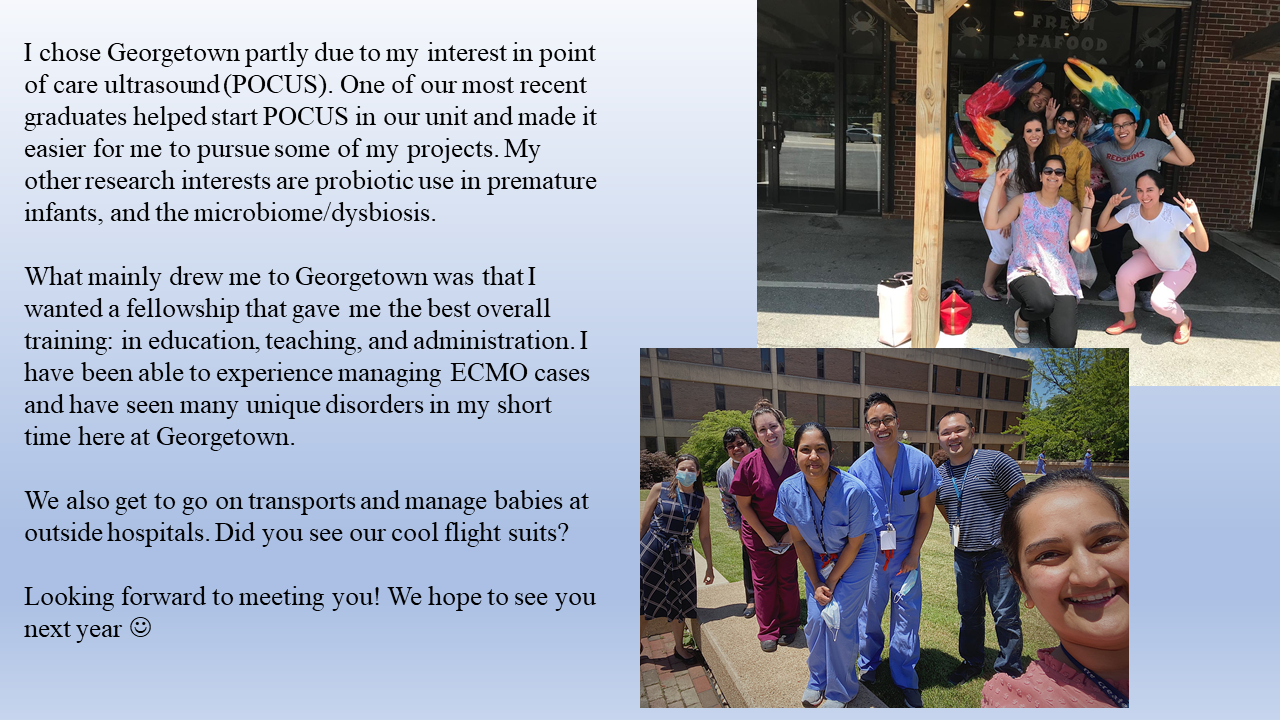 I chose Georgetown partly due to my interest in point
of care ultrasound (POCUS). One of our most recent
graduates helped start POCUS in our unit and made it
easier for me to pursue some of my projects. My
other research interests are probiotic use in premature
infants, and the microbiome/dysbiosis.
What mainly drew me to Georgetown was that I
wanted a fellowship that gave me the best overall
training: in education, teaching, and administration. I
have been able to experience managing ECMO cases
and have seen many unique disorders in my short
time here at Georgetown.
We also get to go on transports and manage babies at
outside hospitals. Did you see our cool flight suits?
Looking forward to meeting you! We hope to see you
next year ☺
FRESH
SEAFOOD
REDSKINS